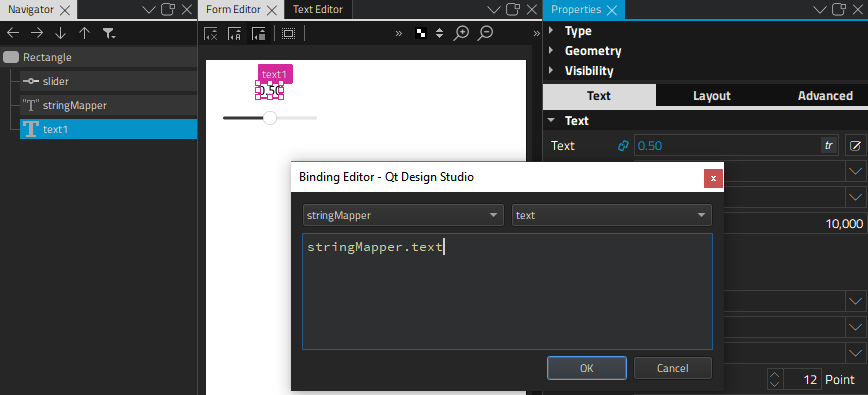 Navigator
Form Editor
Text Editor
Properties
Rectangle
slider
"T" stringMapper
T text1
text1
0.50
Type
Geometry
Visibility
Text
Layout
Advanced
Text
Text
0.50
tr
10,000
12
Point
Binding Editor - Qt Design Studio
x
stringMapper
text
stringMapper.text
OK
Cancel